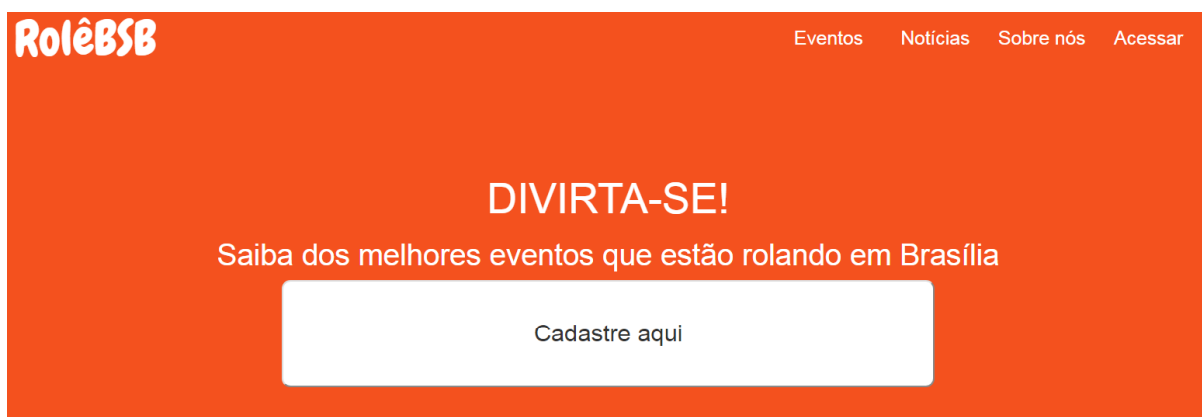 RolêBSB
Eventos Notícias Sobre nós Acessar
DIVIRTA-SE!
Saiba dos melhores eventos que estão rolando em Brasília
Cadastre aqui